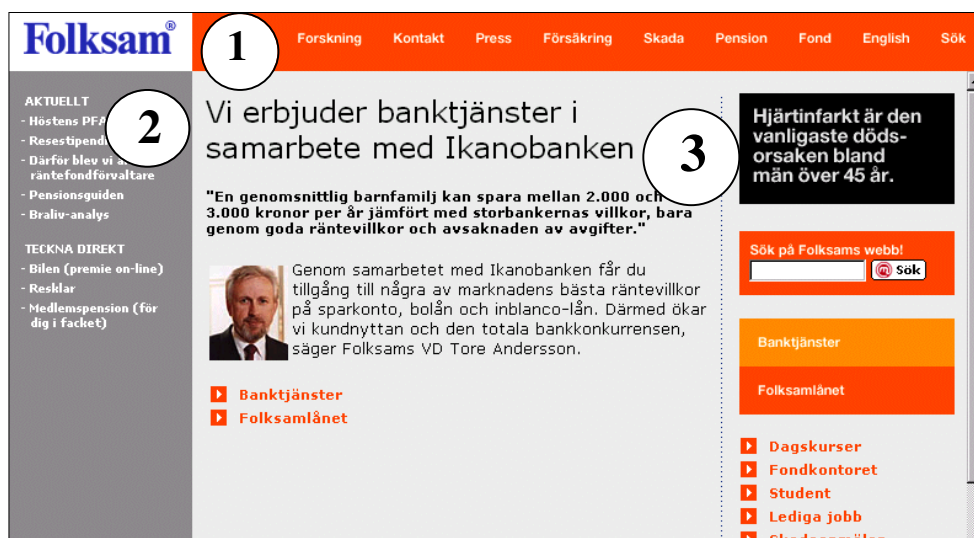 Folksam®
1
Forskning Kontakt Press Försäkring Skada Pension Fond English Sök
AKTUELLT
- Höstens PFA
- Resestipendi
- Därför blev vi
räntefondförvaltare
- Pensionsguiden
- Braliv-analys
TECKNA DIREKT
- Bilen (premie on-line)
- Resklar
- Medlemspension (för
dig i facket)
2
Vi erbjuder banktjänster i
samarbete med Ikanobanken
"En genomsnittlig barnfamilj kan spara mellan 2.000 och
3.000 kronor per år jämfört med storbankernas villkor, bara
genom goda räntevillkor och avsaknaden av avgifter."
Genom samarbetet med Ikanobanken får du
tillgång till några av marknadens bästa räntevillkor
på sparkonto, bolån och inblanco-lån. Därmed ökar
vi kundnyttan och den totala bankkonkurrensen,
säger Folksams VD Tore Andersson.
Banktjänster
Folksamlånet
3
Hjärtinfarkt är den
vanligaste döds-
orsaken bland
män över 45 år.
Sök på Folksams webb!
Sök
Banktjänster
Folksamlånet
Dagskurser
Fondkontoret
Student
Lediga jobb